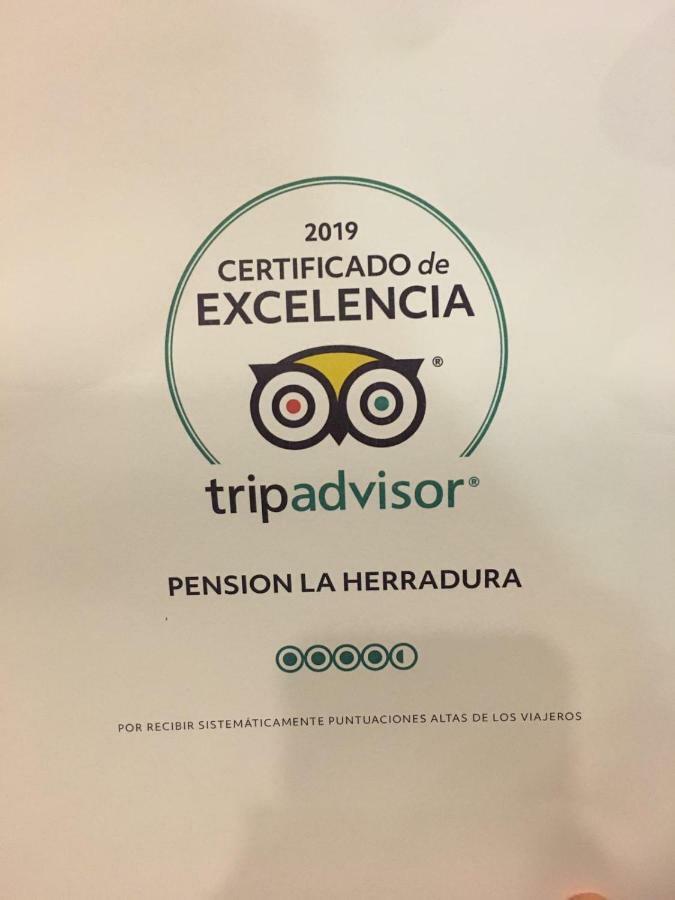 2019
CERTIFICADO de
EXCELENCIA
®
tripadvisor®
PENSION LA HERRADURA
POR RECIBIR SISTEMÁTICAMENTE PUNTUACIONES ALTAS DE LOS VIAJEROS